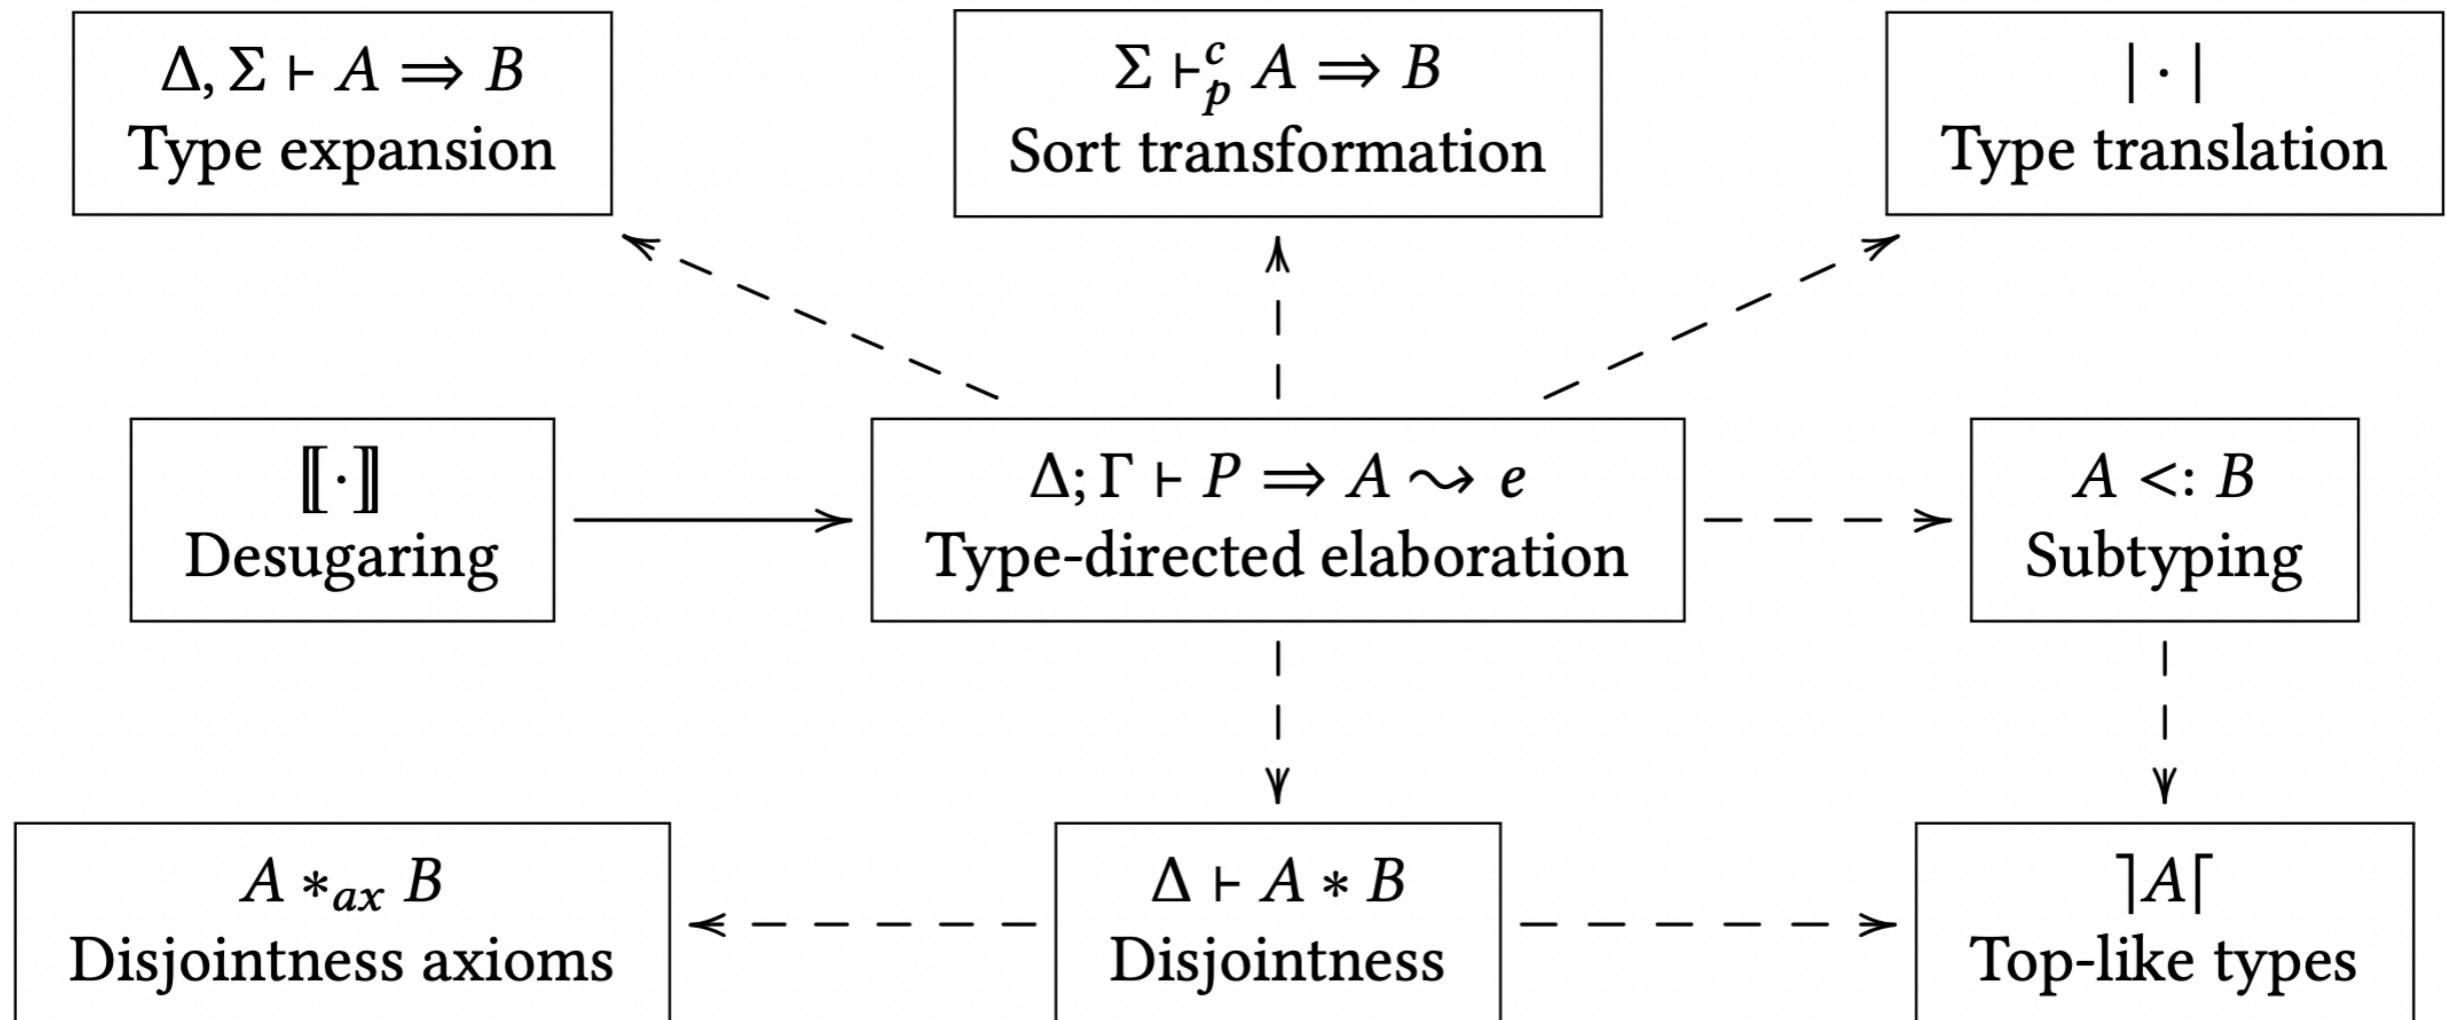 Δ, Σ ⊢ A ⇒ B
Type expansion
Σ ⊢ᶜₚ A ⇒ B
Sort transformation
| · |
Type translation
⟦·⟧
Desugaring
Δ; Γ ⊢ P ⇒ A ⇝ e
Type-directed elaboration
A <: B
Subtyping
A *ₐₓ B
Disjointness axioms
Δ ⊢ A * B
Disjointness
⌉A⌈
Top-like types